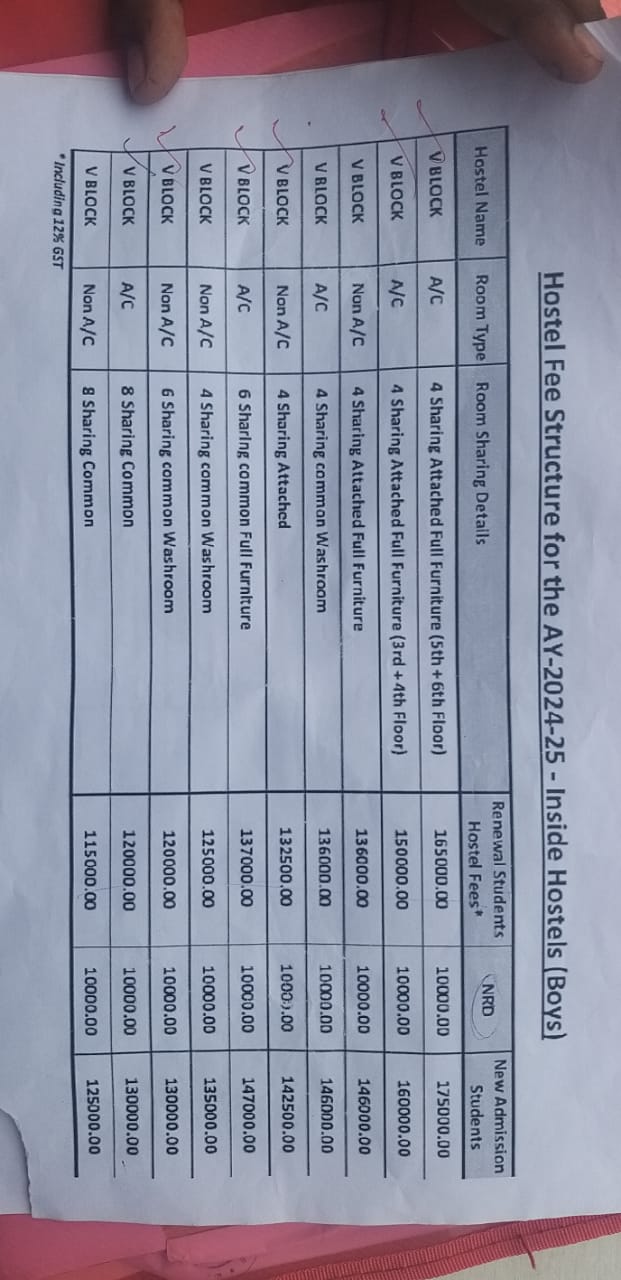 Hostel Fee Structure for the AY-2024-25 - Inside Hostels (Boys)
Hostel Name Room Type Room Sharing Details Renewal Students Hostel Fees* NRD New Admission Students
V BLOCK A/C 4 Sharing Attached Full Furniture (5th + 6th Floor) 165000.00 10000.00 175000.00
V BLOCK A/C 4 Sharing Attached Full Furniture (3rd + 4th Floor) 150000.00 10000.00 160000.00
V BLOCK Non A/C 4 Sharing Attached Full Furniture 136000.00 10000.00 146000.00
V BLOCK A/C 4 Sharing common Washroom 136000.00 10000.00 146000.00
V BLOCK Non A/C 4 Sharing Attached 132500.00 10000.00 142500.00
V BLOCK A/C 6 Sharing common Full Furniture 137000.00 10000.00 147000.00
V BLOCK Non A/C 4 Sharing common Washroom 125000.00 10000.00 135000.00
V BLOCK Non A/C 6 Sharing common Washroom 120000.00 10000.00 130000.00
V BLOCK A/C 8 Sharing Common 120000.00 10000.00 130000.00
V BLOCK Non A/C 8 Sharing Common 115000.00 10000.00 125000.00
* Including 12% GST